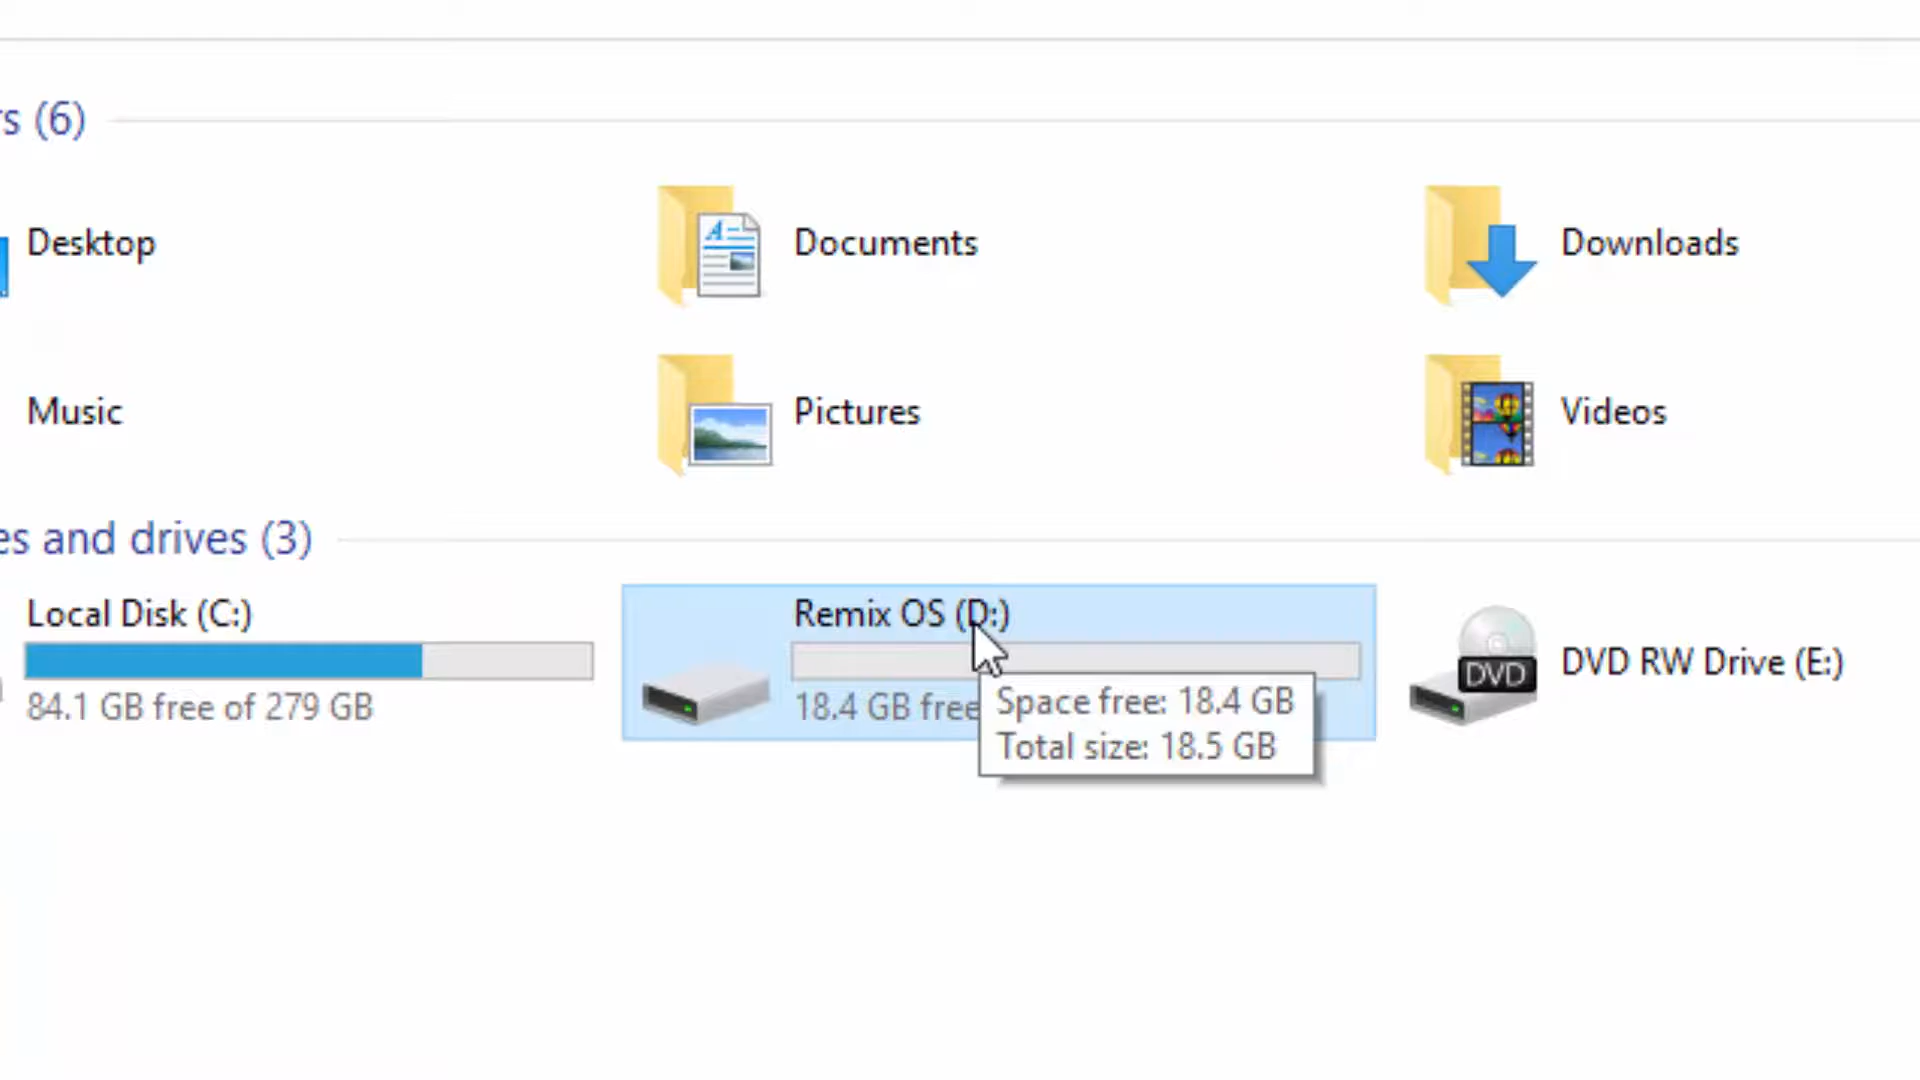 rs (6)
Desktop
Documents
Downloads
Music
Pictures
Videos
es and drives (3)
Local Disk (C:)
84.1 GB free of 279 GB
Remix OS (D:)
18.4 GB free
Space free: 18.4 GB
Total size: 18.5 GB
DVD
DVD RW Drive (E:)